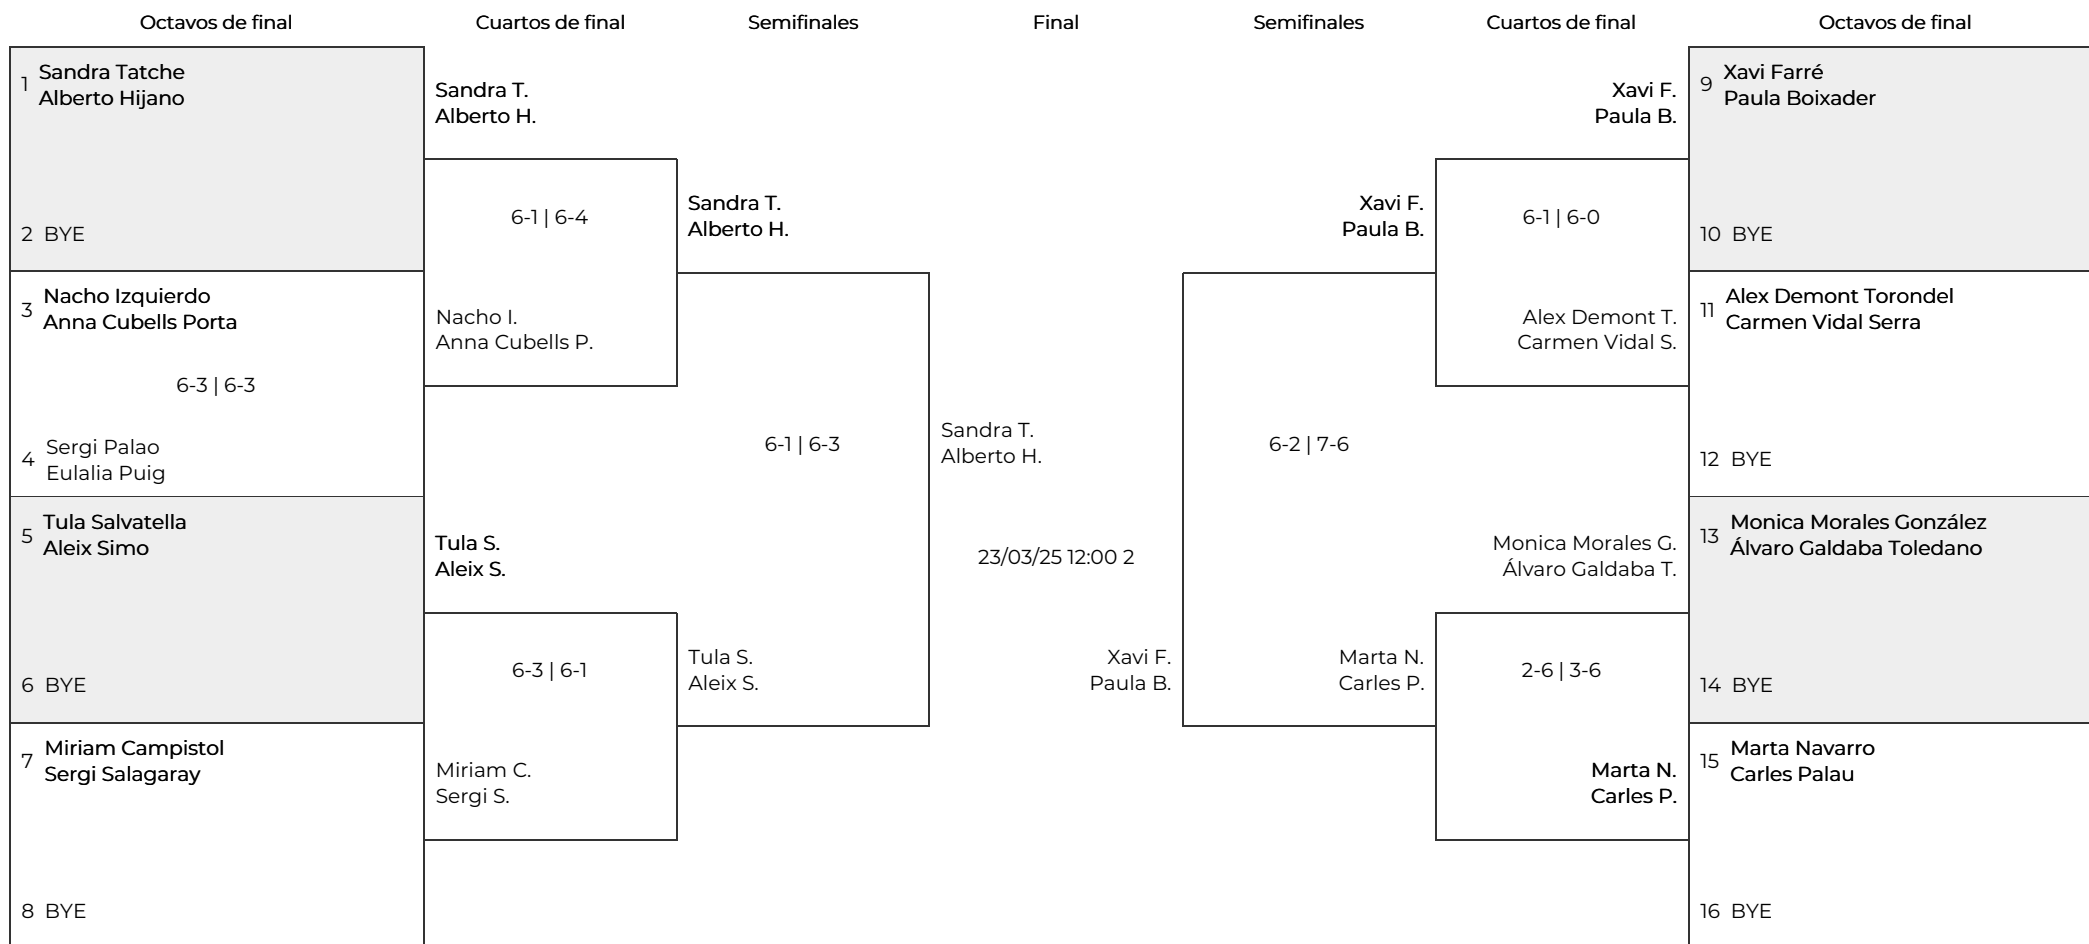 Octavos de final
Cuartos de final
Semifinales
Final
Semifinales
Cuartos de final
Octavos de final
1
Sandra Tatche
Alberto Hijano
2 BYE
3
Nacho Izquierdo
Anna Cubells Porta
6-3 | 6-3
4
Sergi Palao
Eulalia Puig
5
Tula Salvatella
Aleix Simo
6 BYE
7
Miriam Campistol
Sergi Salagaray
8 BYE
Sandra T.
Alberto H.
6-1 | 6-4
Nacho I.
Anna Cubells P.
Tula S.
Aleix S.
6-3 | 6-1
Miriam C.
Sergi S.
Sandra T.
Alberto H.
6-1 | 6-3
Tula S.
Aleix S.
Sandra T.
Alberto H.
23/03/25 12:00 2
Xavi F.
Paula B.
Xavi F.
Paula B.
6-2 | 7-6
Marta N.
Carles P.
Xavi F.
Paula B.
6-1 | 6-0
Alex Demont T.
Carmen Vidal S.
Monica Morales G.
Álvaro Galdaba T.
2-6 | 3-6
Marta N.
Carles P.
9
Xavi Farré
Paula Boixader
10 BYE
11
Alex Demont Torondel
Carmen Vidal Serra
12 BYE
13
Monica Morales González
Álvaro Galdaba Toledano
14 BYE
15
Marta Navarro
Carles Palau
16 BYE